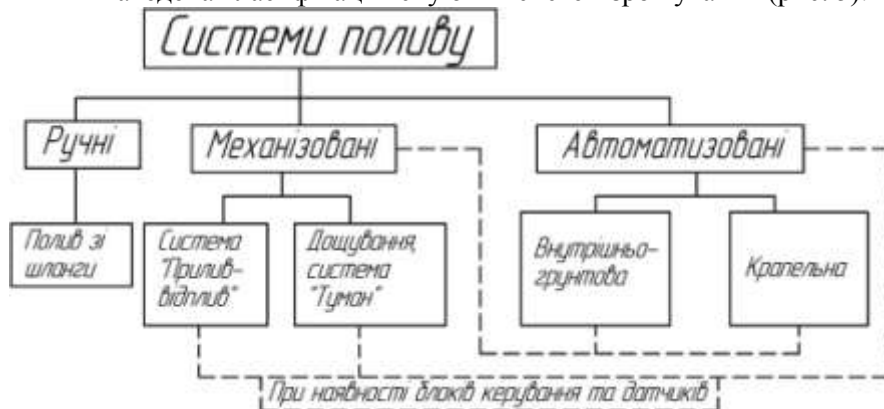 Системи поливу
Ручні
Механізовані
Автоматизовані
Полив зі
шланги
Система
"Прилив-
відплив"
Дощування,
система
"Туман"
Внутрішньо-
грунтова
Крапельна
При наявності блоків керування та датчиків